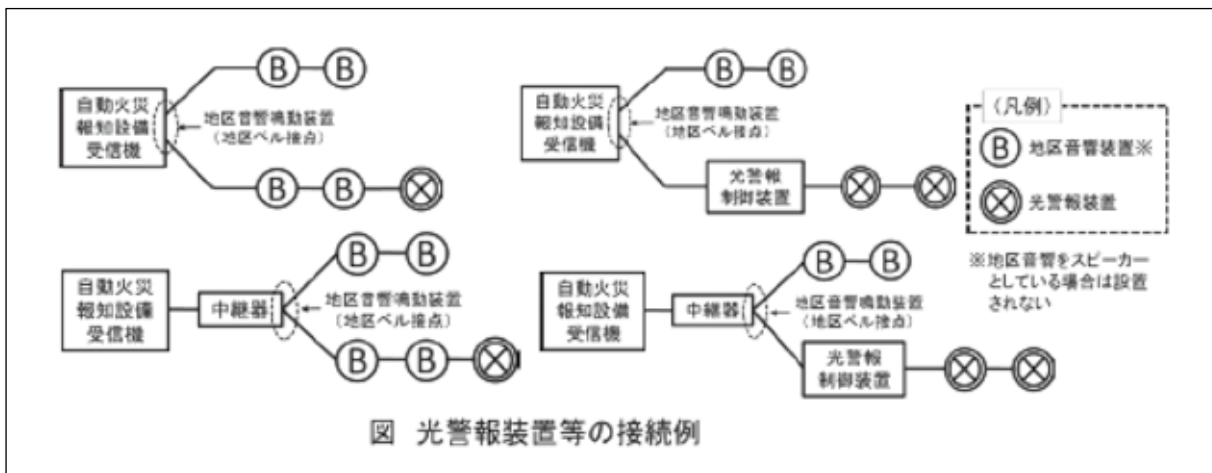 B B
自動火災
報知設備
受信機
地区音響鳴動装置
(地区ベル接点)
B B
B B
自動火災
報知設備
受信機
地区音響鳴動装置
(地区ベル接点)
光警報
制御装置
(凡例)
B 地区音響装置※
光警報装置
※地区音響をスピーカー
としている場合は設置
されない
B B
自動火災
報知設備
受信機
中継器
地区音響鳴動装置
(地区ベル接点)
B B
B B
自動火災
報知設備
受信機
中継器
地区音響鳴動装置
(地区ベル接点)
光警報
制御装置
図 光警報装置等の接続例